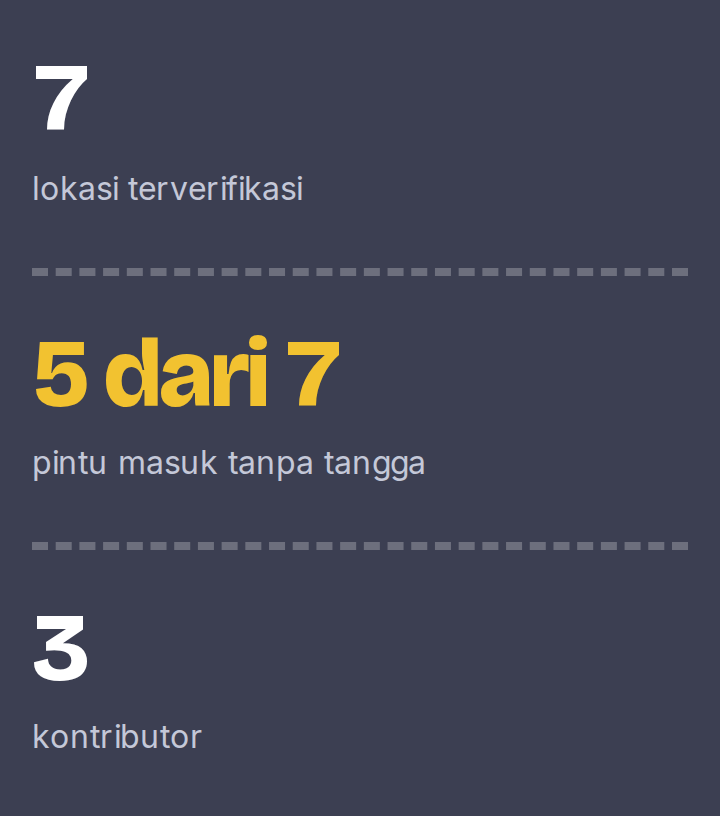 7
lokasi terverifikasi
5 dari 7
pintu masuk tanpa tangga
3
kontributor